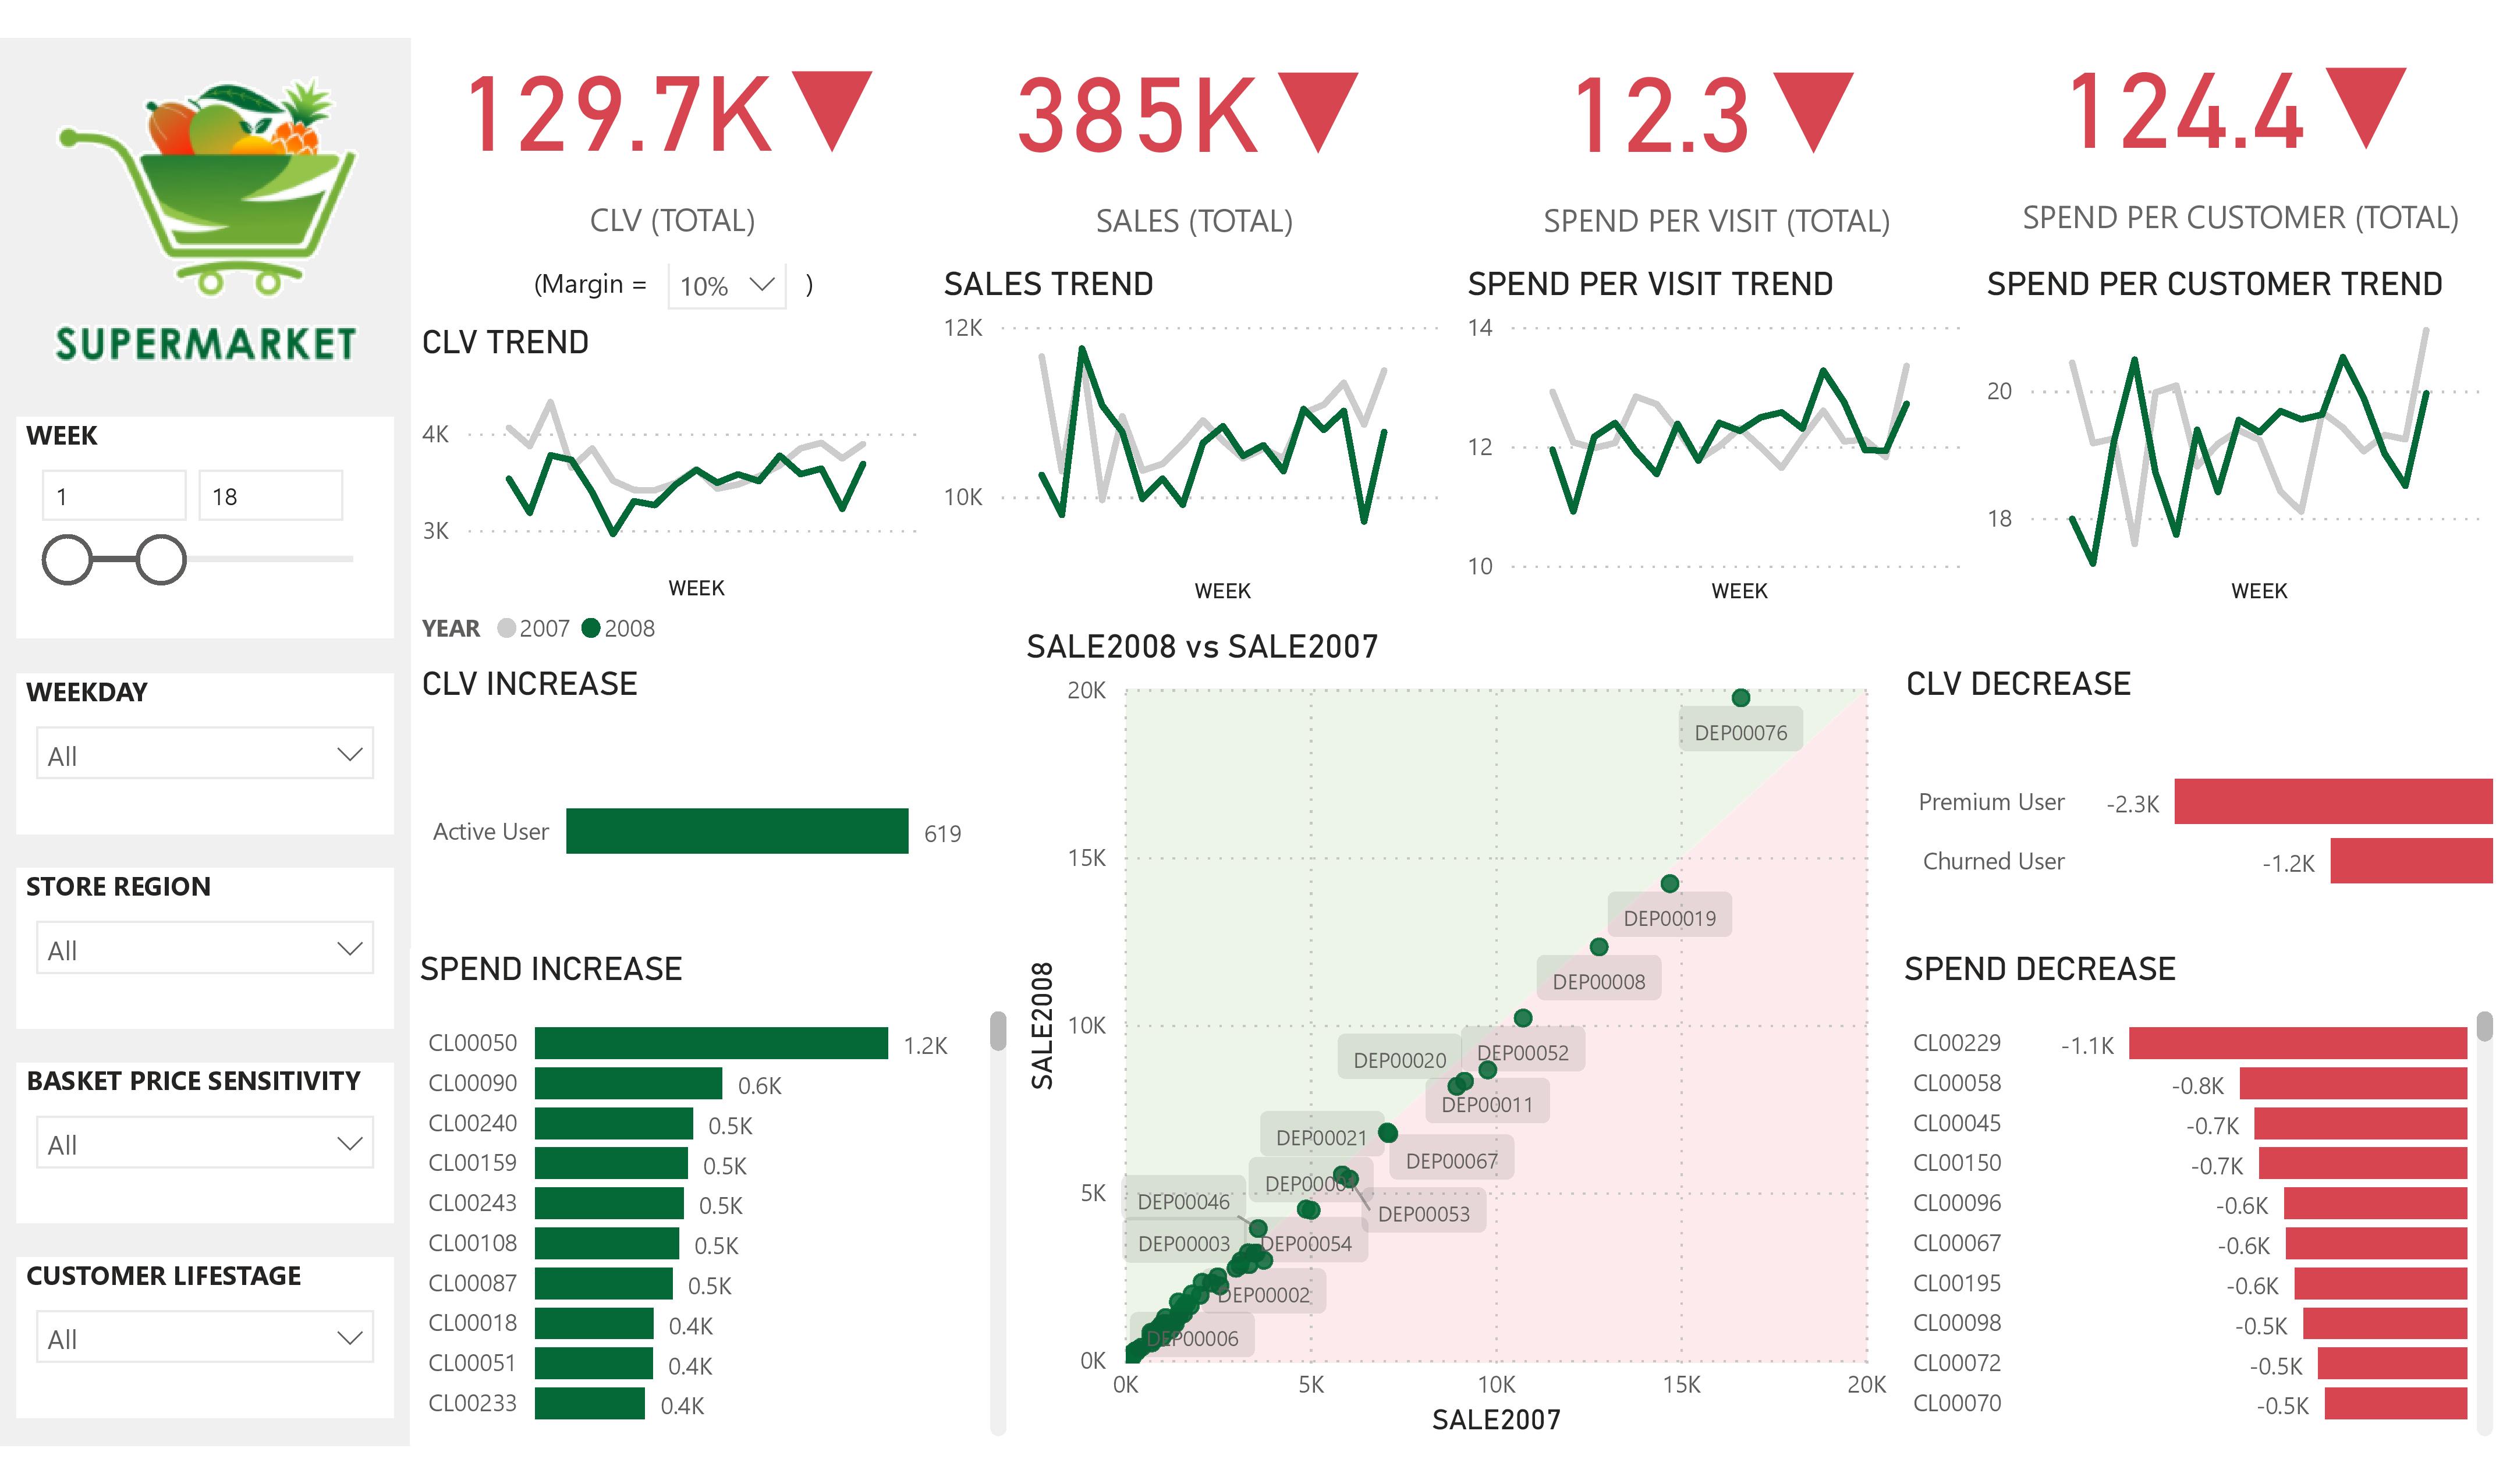 SUPERMARKET
WEEK
1
18
WEEKDAY
All
STORE REGION
All
BASKET PRICE SENSITIVITY
All
CUSTOMER LIFESTAGE
All
129.7K
CLV (TOTAL)
(Margin = 10% )
385K
SALES (TOTAL)
12.3
SPEND PER VISIT (TOTAL)
124.4
SPEND PER CUSTOMER (TOTAL)
CLV TREND
4K
3K
WEEK
YEAR 2007 2008
SALES TREND
12K
10K
WEEK
SPEND PER VISIT TREND
14
12
10
WEEK
SPEND PER CUSTOMER TREND
20
18
WEEK
CLV INCREASE
Active User 619
SPEND INCREASE
CL00050 1.2K
CL00090 0.6K
CL00240 0.5K
CL00159 0.5K
CL00243 0.5K
CL00108 0.5K
CL00087 0.5K
CL00018 0.4K
CL00051 0.4K
CL00233 0.4K
SALE2008 vs SALE2007
SALE2008
20K
15K
10K
5K
0K
DEP00076
DEP00019
DEP00008
DEP00020
DEP00052
DEP00011
DEP00021
DEP00067
DEP00046
DEP00053
DEP00003
DEP00054
DEP00002
DEP00006
0K
5K
10K
15K
20K
SALE2007
CLV DECREASE
Premium User -2.3K
Churned User -1.2K
SPEND DECREASE
CL00229 -1.1K
CL00058 -0.8K
CL00045 -0.7K
CL00150 -0.7K
CL00096 -0.6K
CL00067 -0.6K
CL00195 -0.6K
CL00098 -0.5K
CL00072 -0.5K
CL00070 -0.5K